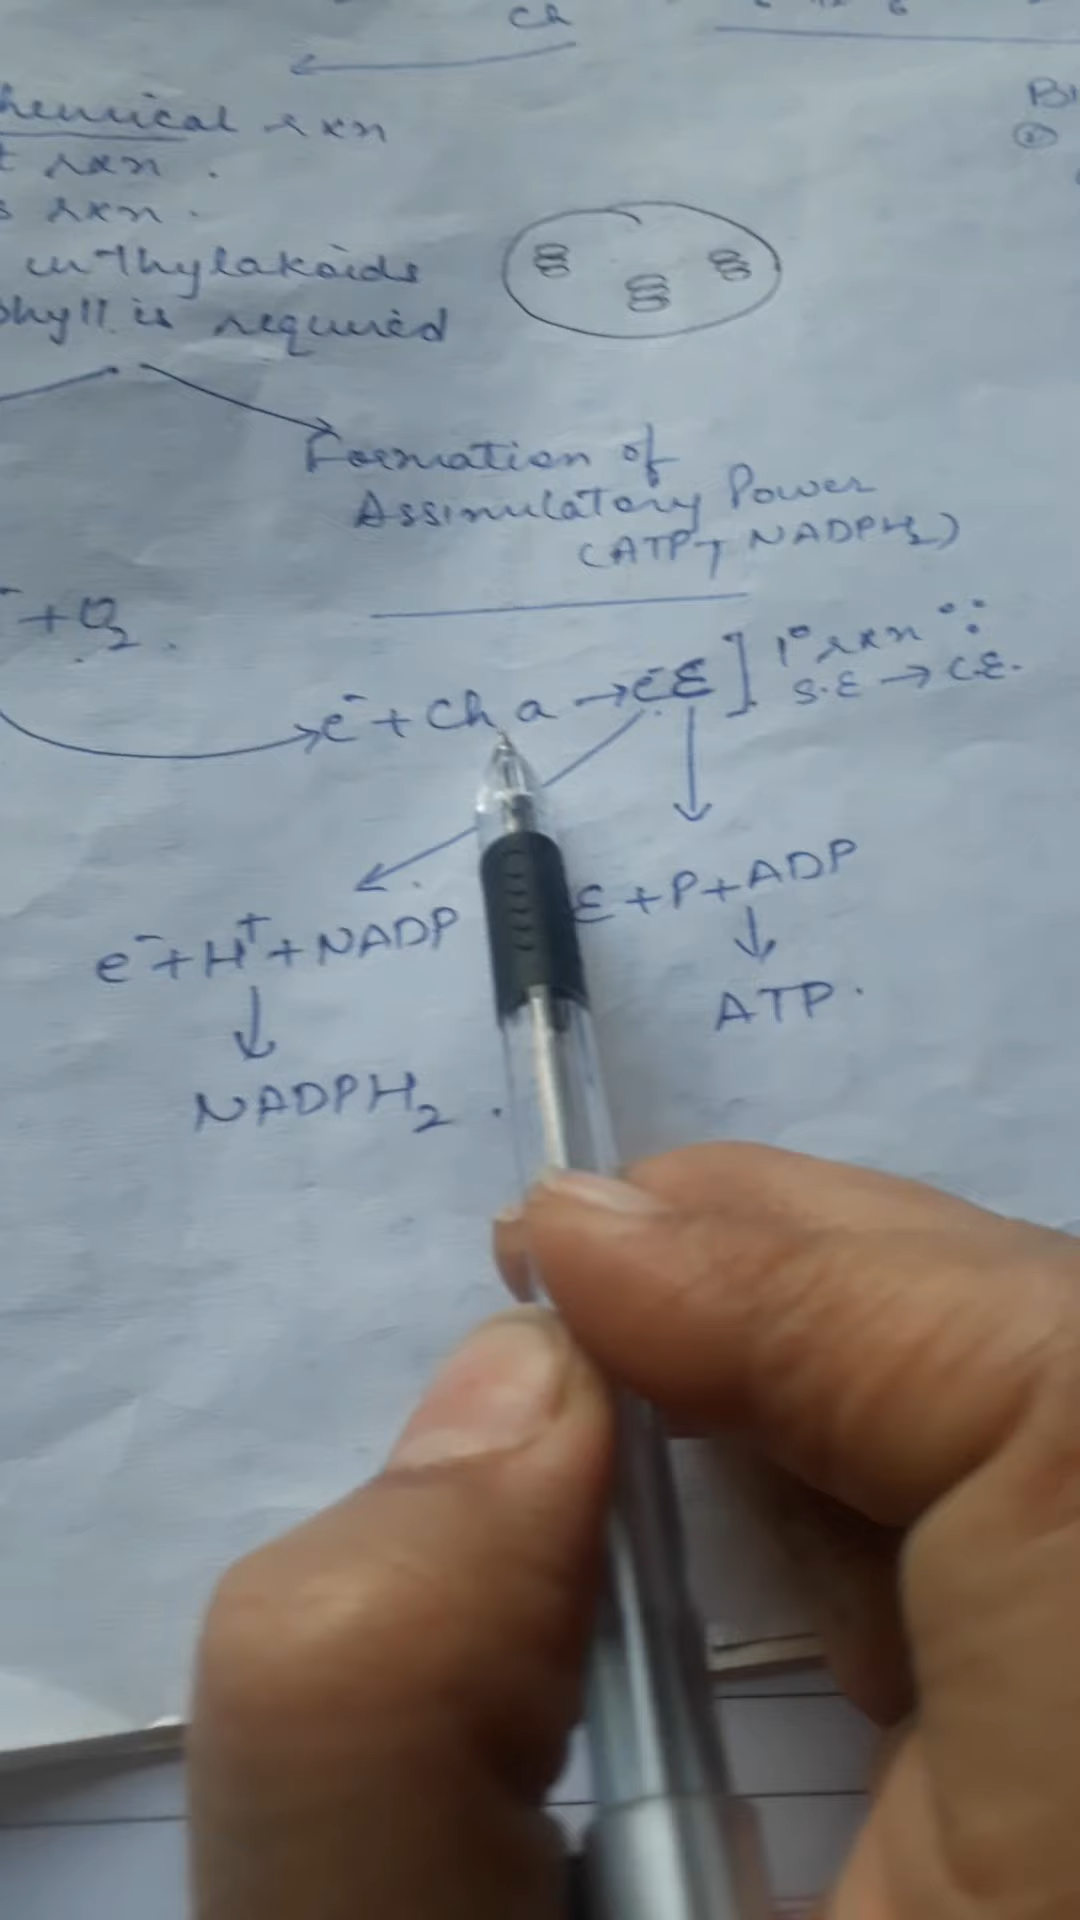 Ch
hemical rxn
t rxn.
s rxn.
in thylakoids
phyll is required
Formation of
Assimulatory Power
(ATP + NADPH₂)
⁻ + O₂.
e⁻ + Ch a → e⁻E ] 1° rxn ∵
S.E → C.E.
e⁻ + H⁺ + NADP
↓
NADPH₂.
E + P + ADP
↓
ATP.